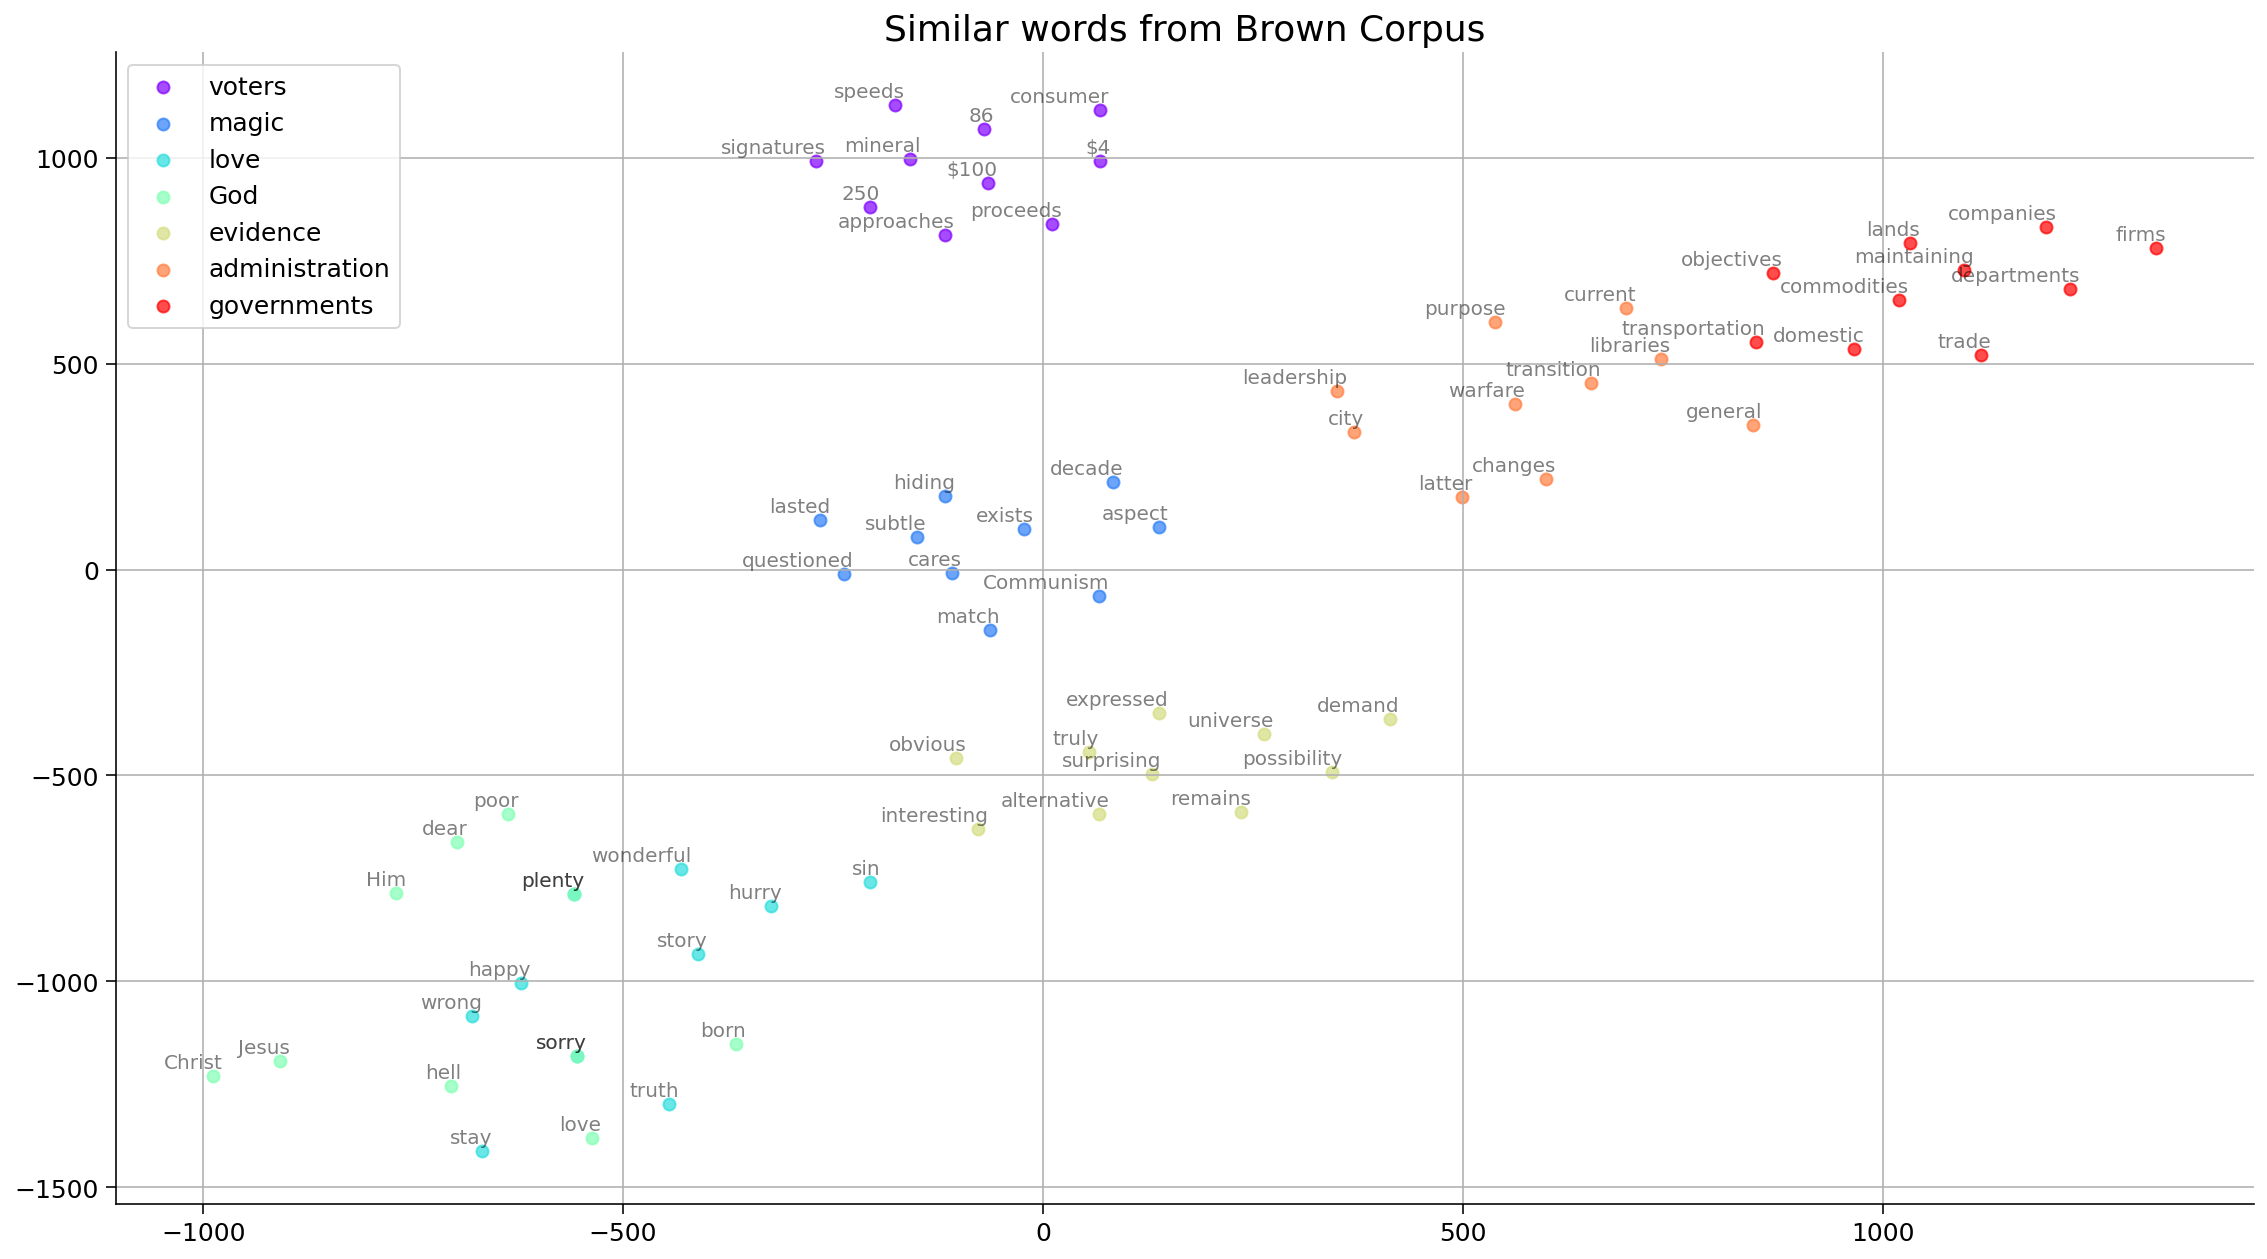 Similar words from Brown Corpus
voters
magic
love
God
evidence
administration
governments
speeds
consumer
86
signatures
mineral
$4
$100
250
approaches
proceeds
companies
lands
firms
maintaining
objectives
departments
commodities
current
purpose
transportation
domestic
trade
libraries
transition
leadership
warfare
city
general
changes
latter
decade
hiding
lasted
aspect
exists
subtle
questioned
cares
Communism
match
expressed
demand
universe
truly
obvious
surprising
possibility
alternative
remains
interesting
poor
dear
wonderful
sin
Him
plenty
hurry
story
happy
wrong
born
sorry
Jesus
Christ
hell
truth
love
stay
1000
500
0
−500
−1000
−1500
−1000
−500
0
500
1000